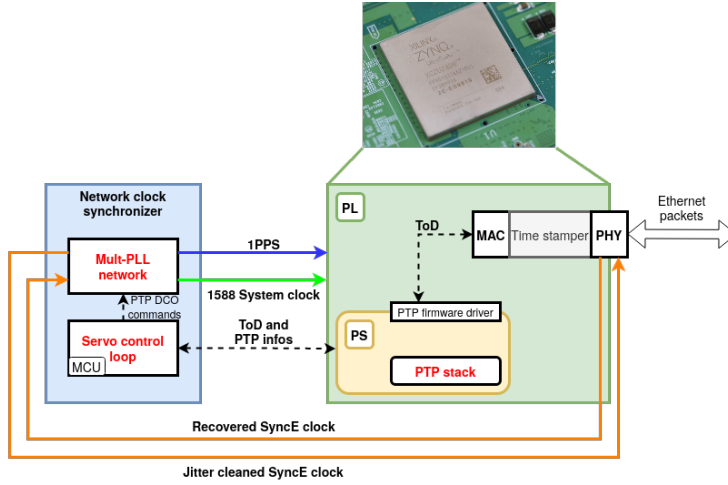 XILINX
ZYNQ
Network clock
synchronizer
PL
Ethernet
packets
ToD
MAC
Time stamper
PHY
1PPS
Mult-PLL
network
1588 System clock
PTP DCO
commands
PTP firmware driver
ToD and
PTP infos
PS
Servo control
loop
MCU
PTP stack
Recovered SyncE clock
Jitter cleaned SyncE clock